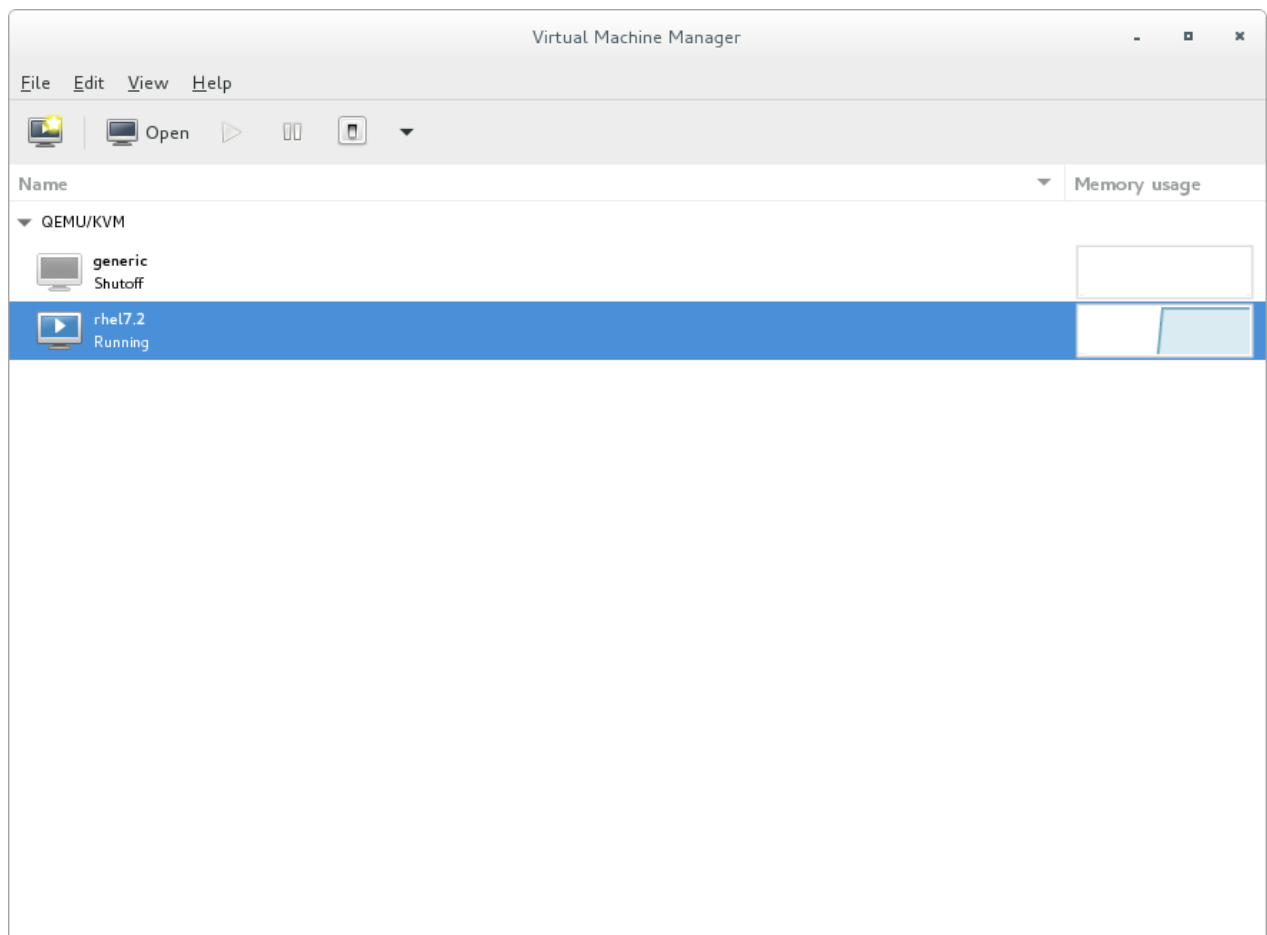 Virtual Machine Manager
File Edit View Help
Open
Name Memory usage
QEMU/KVM
generic
Shutoff
rhel7.2
Running